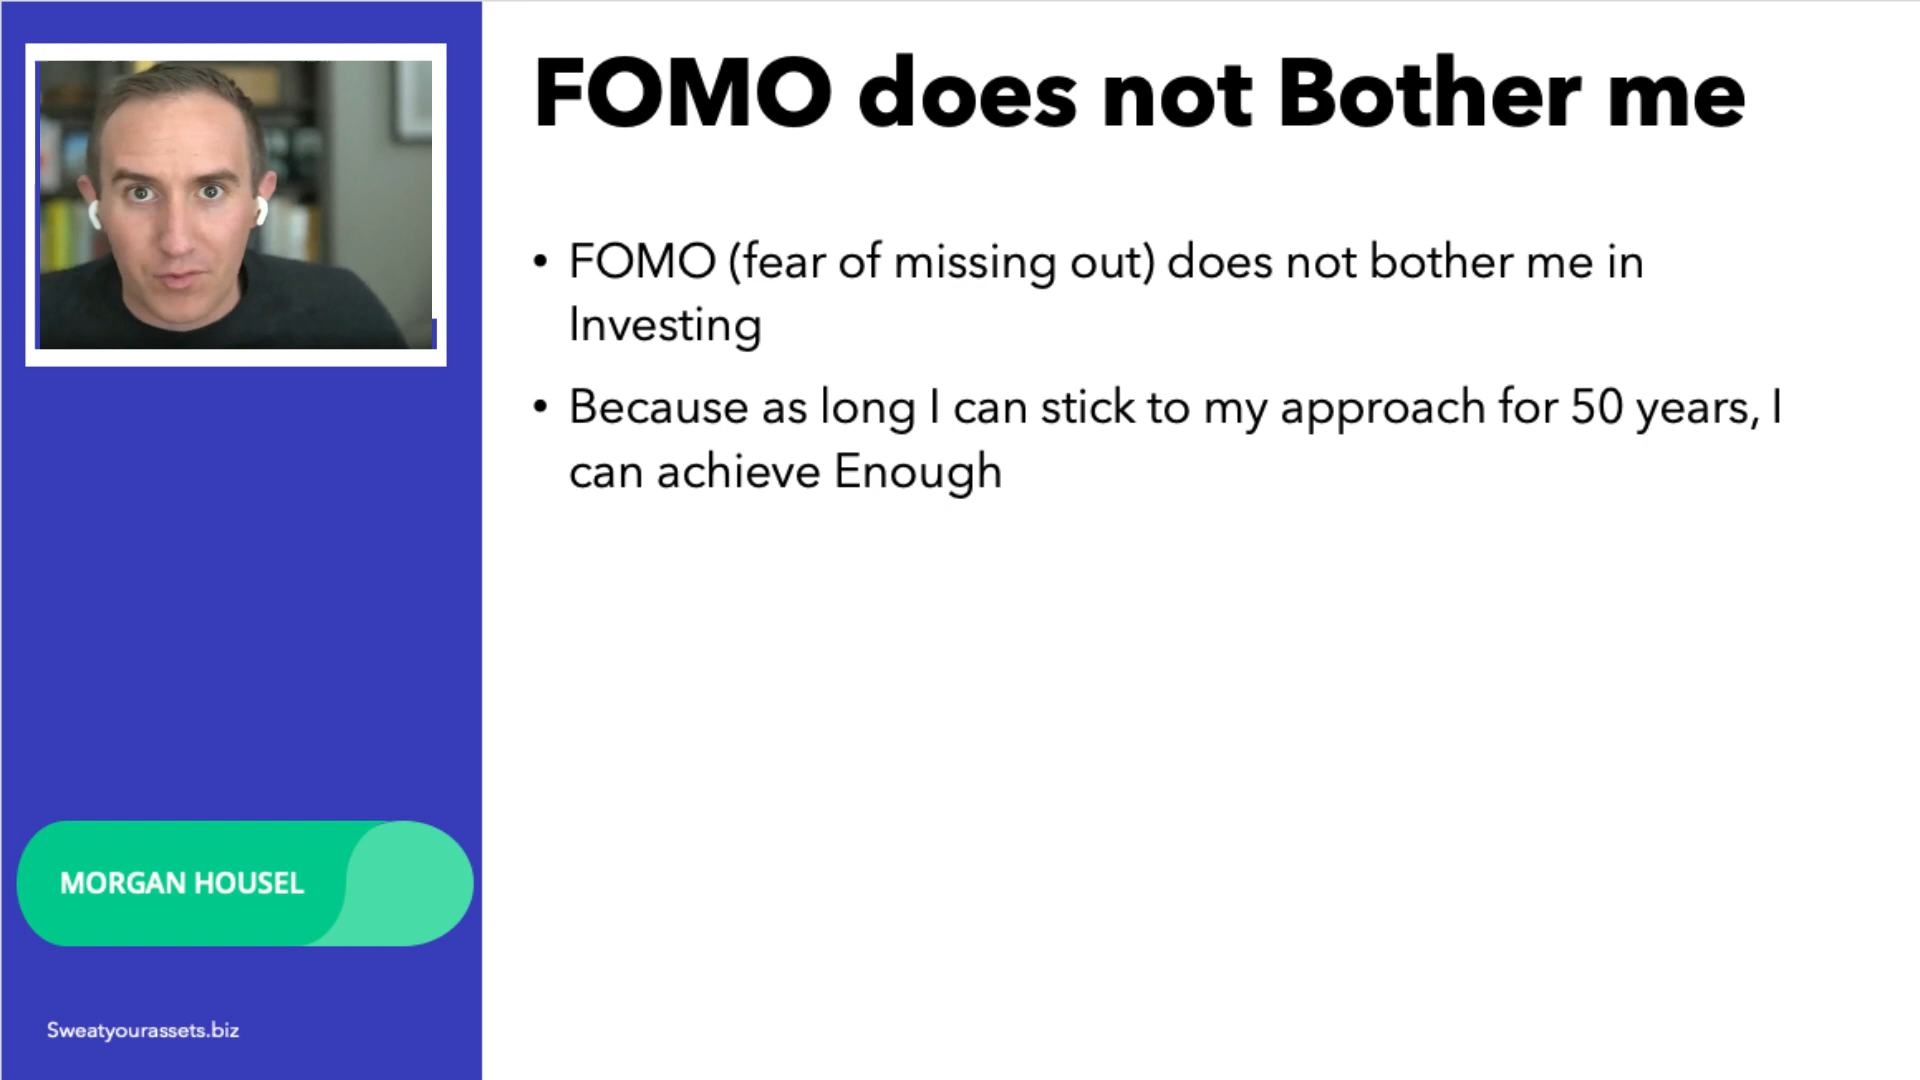 FOMO does not Bother me
• FOMO (fear of missing out) does not bother me in
Investing
• Because as long I can stick to my approach for 50 years, I
can achieve Enough
MORGAN HOUSEL
Sweatyourassets.biz